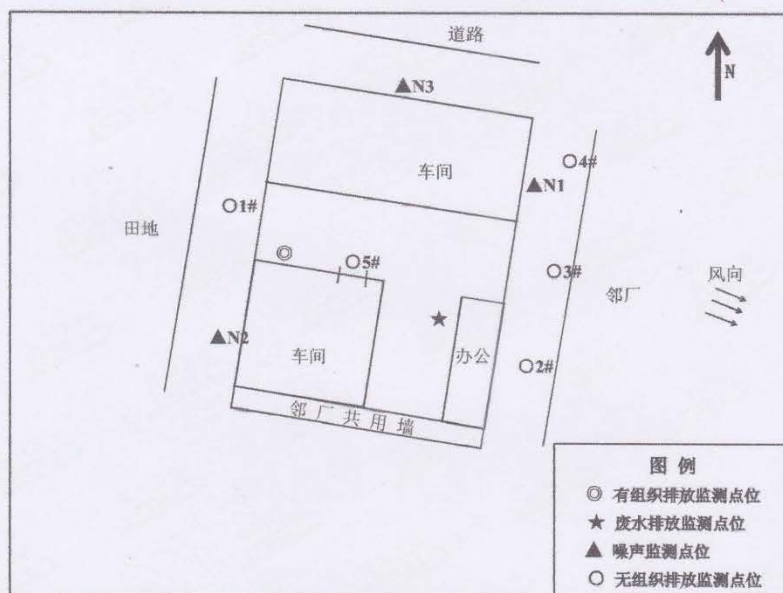 道路
N
N3
4#
车间
N1
1#
田地
5#
3#
风向
邻厂
N2
车间
办公
2#
邻厂共用墙
图 例
有组织排放监测点位
废水排放监测点位
噪声监测点位
无组织排放监测点位